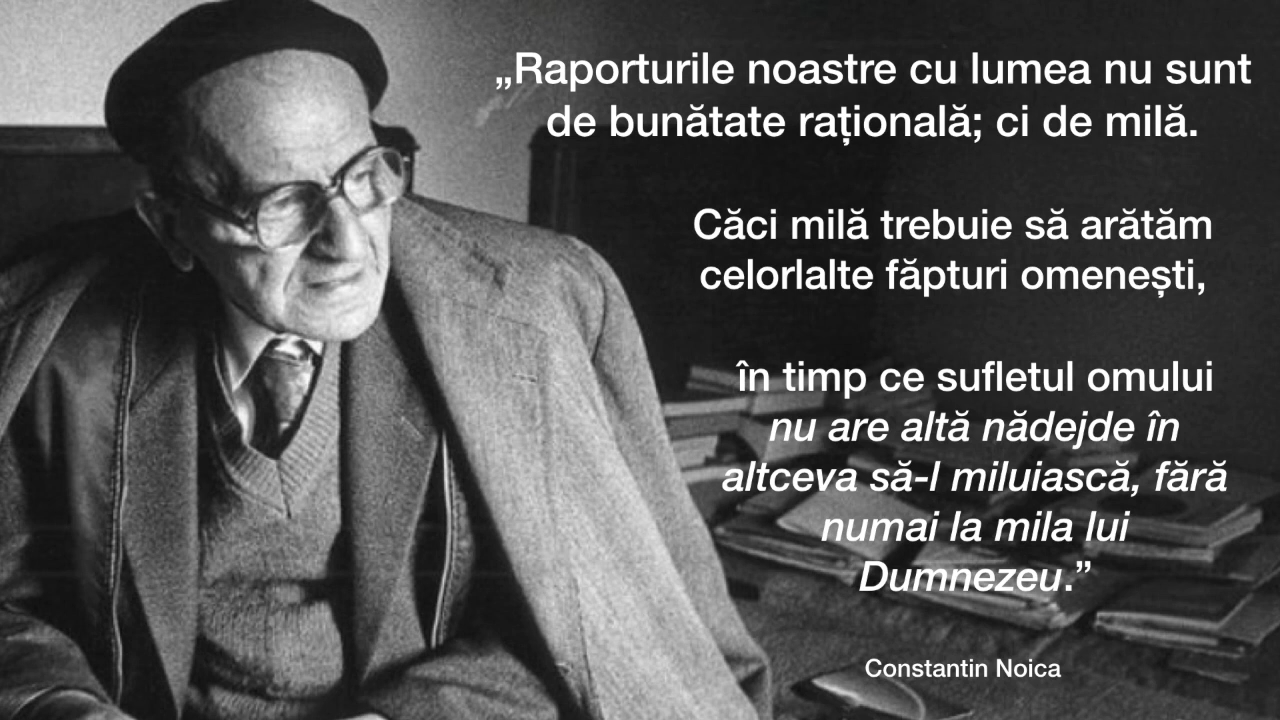 „Raporturile noastre cu lumea nu sunt
de bunătate rațională; ci de milă.
Căci milă trebuie să arătăm
celorlalte făpturi omenești,
în timp ce sufletul omului
nu are altă nădejde în
altceva să-l miluiască, fără
numai la mila lui
Dumnezeu.”
Constantin Noica